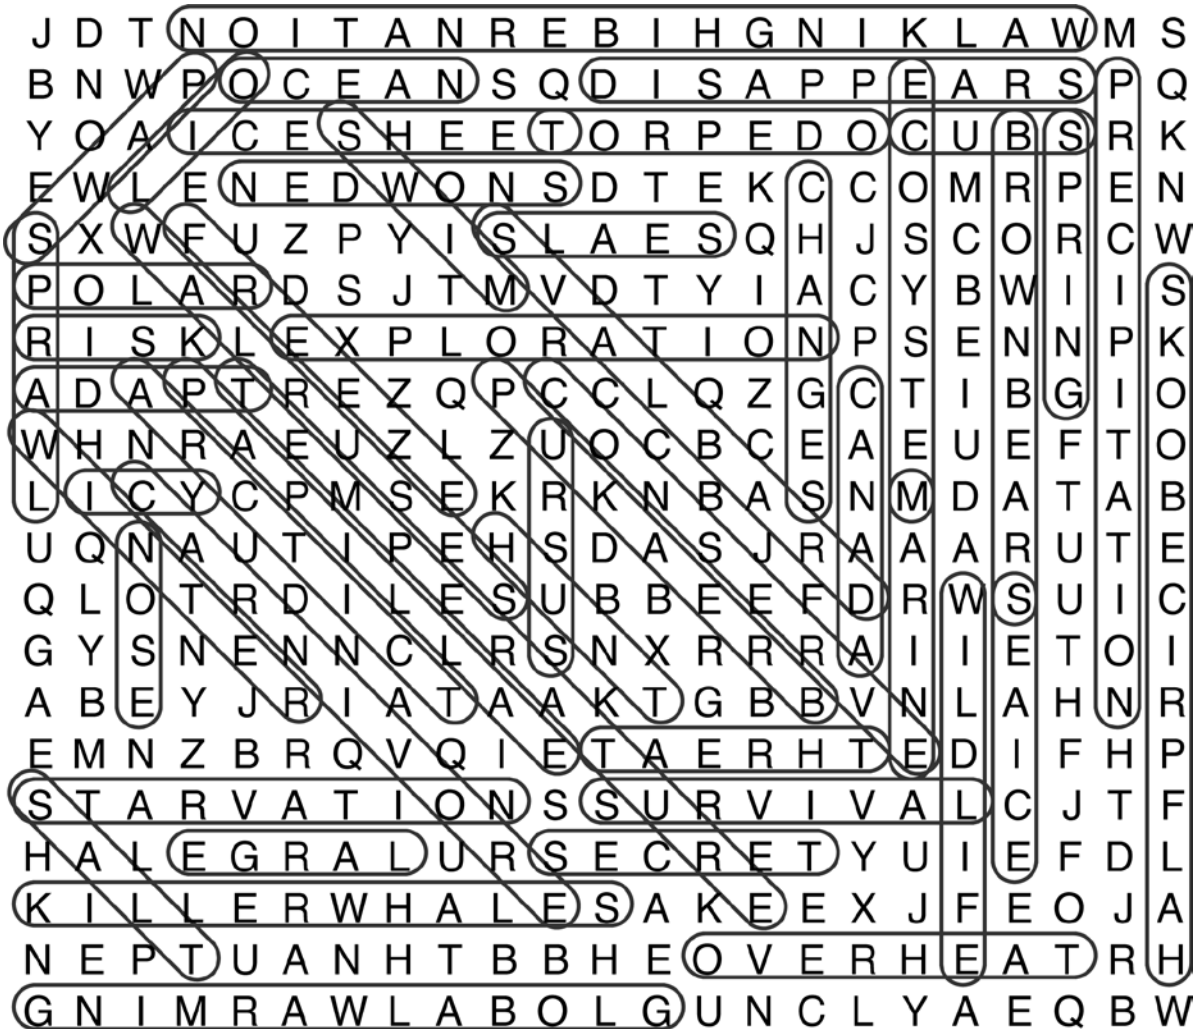 J D T N O I T A N R E B I H G N I K L A W M S
B N W P O C E A N S Q D I S A P P E A R S P Q
Y O A I C E S H E E T O R P E D O C U B S R K
E W L E N E D W O N S D T E K C C O M R P E N
S X W F U Z P Y I S L A E S Q H J S C O R C W
P O L A R D S J T M V D T Y I A C Y B W I I S
R I S K L E X P L O R A T I O N P S E N N P K
A D A P T R E Z Q P C C L Q Z G C T I B G I O
W H N R A E U Z L Z U O C B C E A E U E F T O
L I C Y C P M S E K R K N B A S N M D A T A B
U Q N A U T I P E H S D A S J R A A A R U T E
Q L O T R D I L E S U B B E E F D R W S U I C
G Y S N E N N C L R S N X R R R A I I E T O I
A B E Y J R I A T A A K T G B B V N L A H N R
E M N Z B R Q V Q I E T A E R H T E D I F H P
S T A R V A T I O N S S U R V I V A L C J T F
H A L E G R A L U R S E C R E T Y U I E F D L
K I L L E R W H A L E S A K E E X J F E O J A
N E P T U A N H T B B H E O V E R H E A T R H
G N I M R A W L A B O L G U N C L Y A E Q B W